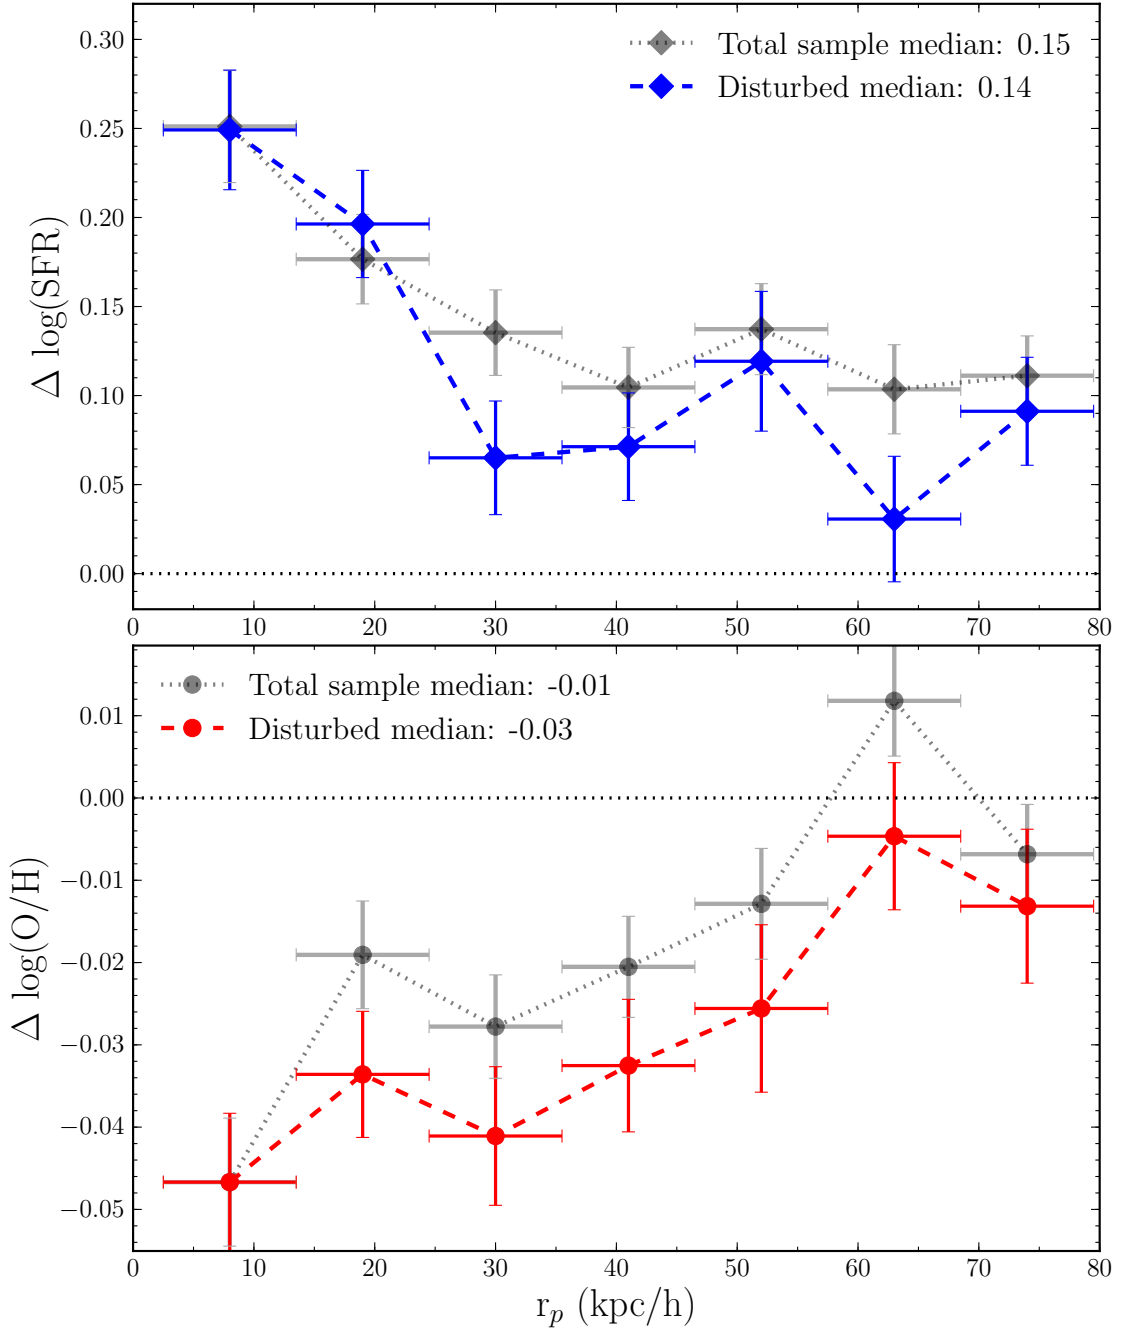 Total sample median: 0.15
Disturbed median: 0.14
0.30
0.25
0.20
0.15
0.10
0.05
0.00
Δ log(SFR)
0 10 20 30 40 50 60 70 80
Total sample median: -0.01
Disturbed median: -0.03
0.01
0.00
−0.01
−0.02
−0.03
−0.04
−0.05
Δ log(O/H)
0 10 20 30 40 50 60 70 80
r_p (kpc/h)